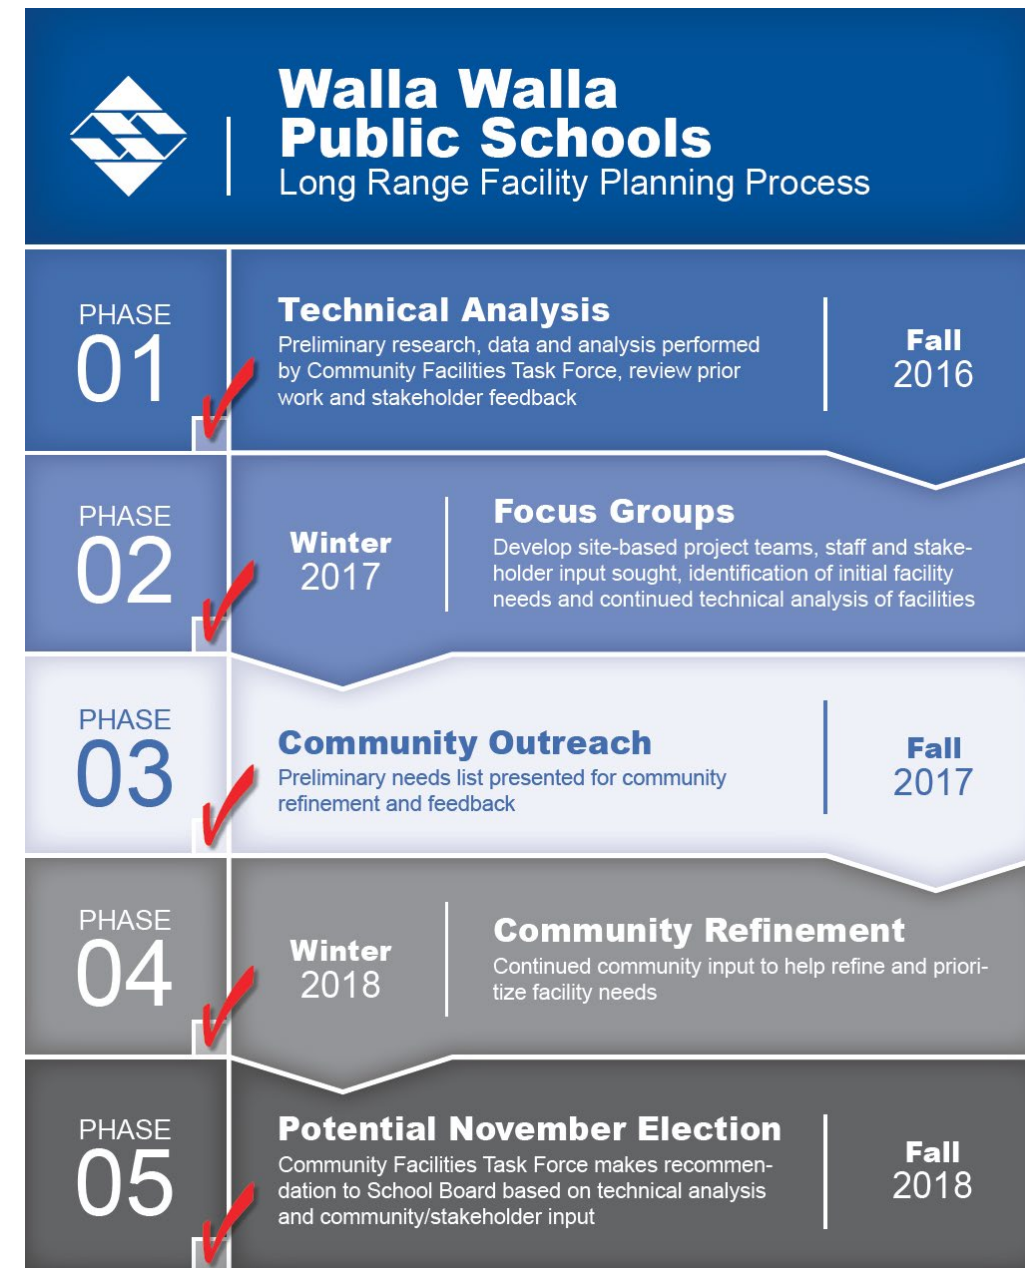 Walla Walla
Public Schools
Long Range Facility Planning Process
PHASE
01
Technical Analysis
Preliminary research, data and analysis performed
by Community Facilities Task Force, review prior
work and stakeholder feedback
Fall
2016
PHASE
02
Winter
2017
Focus Groups
Develop site-based project teams, staff and stake-
holder input sought, identification of initial facility
needs and continued technical analysis of facilities
PHASE
03
Community Outreach
Preliminary needs list presented for community
refinement and feedback
Fall
2017
PHASE
04
Winter
2018
Community Refinement
Continued community input to help refine and priori-
tize facility needs
PHASE
05
Potential November Election
Community Facilities Task Force makes recommen-
dation to School Board based on technical analysis
and community/stakeholder input
Fall
2018